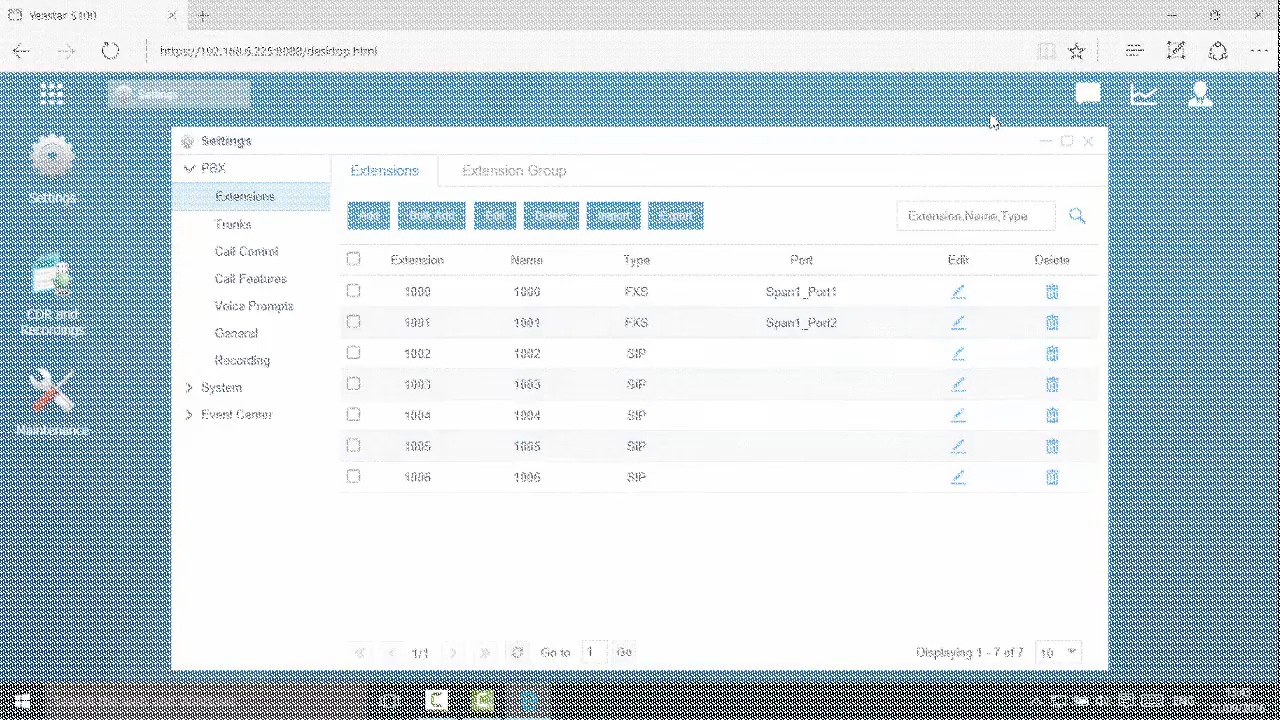 Yeastar S100
https://192.168.6.225:8088/desktop.html
Settings
Settings
Settings
CDR and
Recordings
Maintenance
PBX
Extensions
Trunks
Call Control
Call Features
Voice Prompts
General
Recording
System
Event Center
Extensions Extension Group
Add Bulk Add Edit Delete Import Export Extension,Name,Type
Extension Name Type Port Edit Delete
1000 1000 FXS Span1_Port1
1001 1001 FXS Span1_Port2
1002 1002 SIP
1003 1003 SIP
1004 1004 SIP
1005 1005 SIP
1006 1006 SIP
1/1 Go to 1 Go Displaying 1 - 7 of 7 10